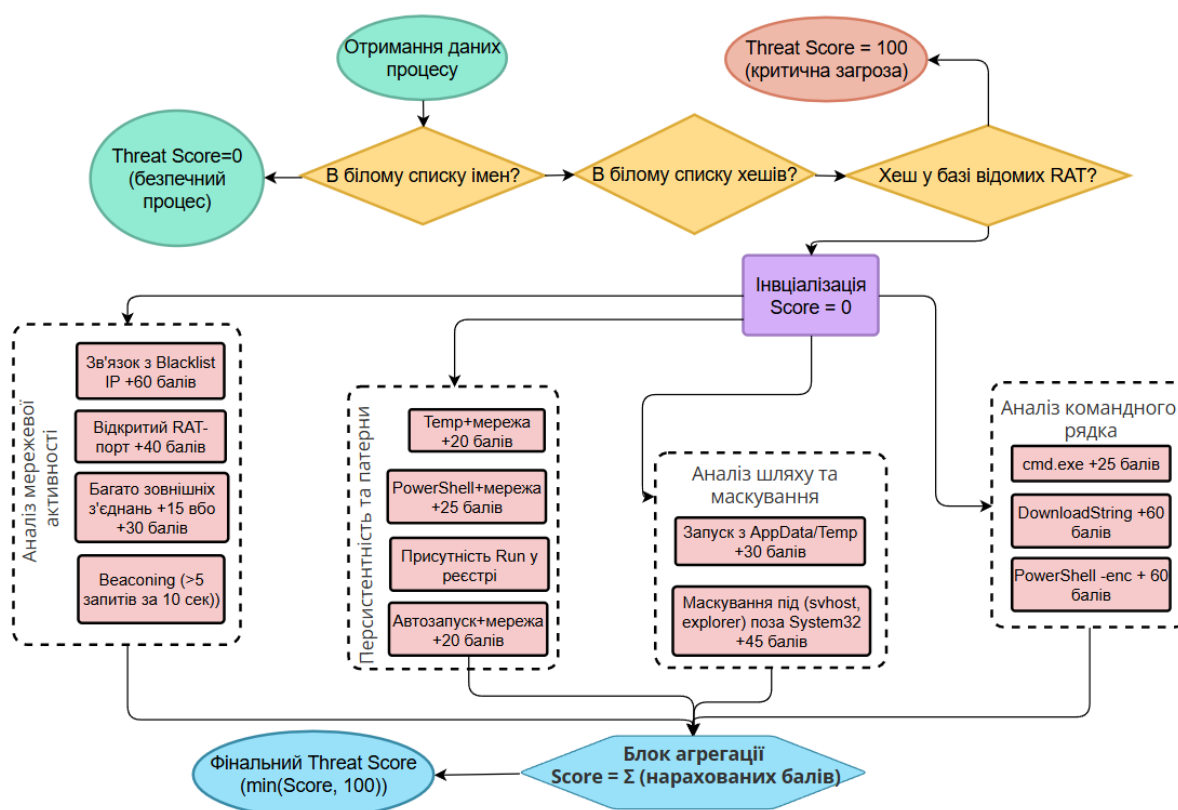 Отримання даних
процесу
Threat Score = 100
(критична загроза)
Threat Score=0
(безпечний
процес)
В білому списку імен?
В білому списку хешів?
Хеш у базі відомих RAT?
Інвціалізація
Score = 0
Аналіз мережевої
активності
Зв'язок з Blacklist
IP +60 балів
Відкритий RAT-
порт +40 балів
Багато зовнішніх
з'єднань +15 вбо
+30 балів
Beaconing (>5
запитів за 10 сек))
Персистентність та патерни
Temp+мережа
+20 балів
PowerShell+мережа
+25 балів
Присутність Run у
реєстрі
Автозапуск+мережа
+20 балів
Аналіз шляху та
маскування
Запуск з AppData/Temp
+30 балів
Маскування під (svhost,
explorer) поза System32
+45 балів
Аналіз командного
рядка
cmd.exe +25 балів
DownloadString +60
балів
PowerShell -enc + 60
балів
Блок агрегації
Score = Σ (нарахованих балів)
Фінальний Threat Score
(min(Score, 100))